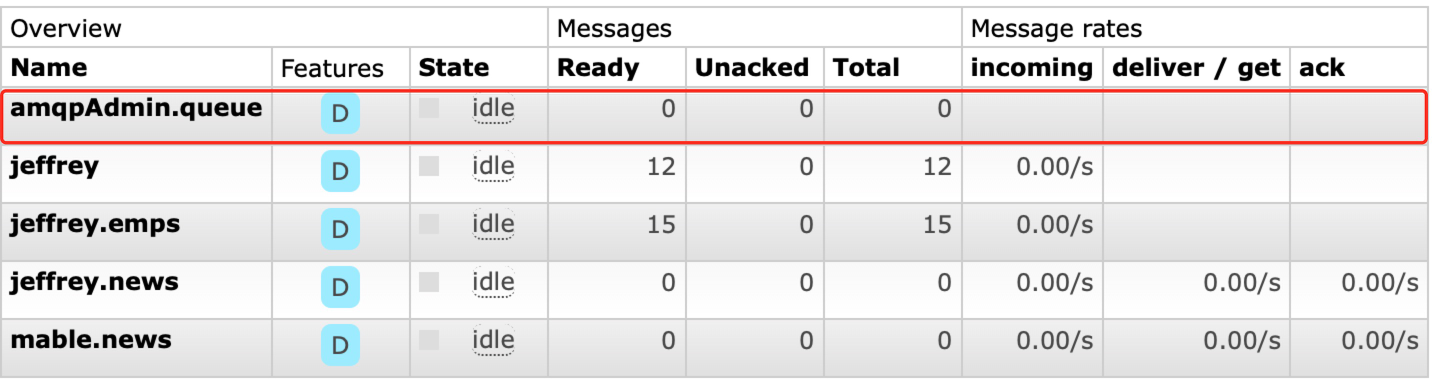 Overview Messages Message rates
Name Features State Ready Unacked Total incoming deliver / get ack
amqpAdmin.queue D idle 0 0 0
jeffrey D idle 12 0 12 0.00/s
jeffrey.emps D idle 15 0 15 0.00/s
jeffrey.news D idle 0 0 0 0.00/s 0.00/s 0.00/s
mable.news D idle 0 0 0 0.00/s 0.00/s 0.00/s